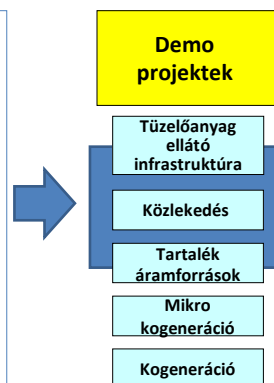 Demo
projektek
Tüzelőanyag
ellátó
infrastruktúra
Közlekedés
Tartalék
áramforrások
Mikro
kogeneráció
Kogeneráció